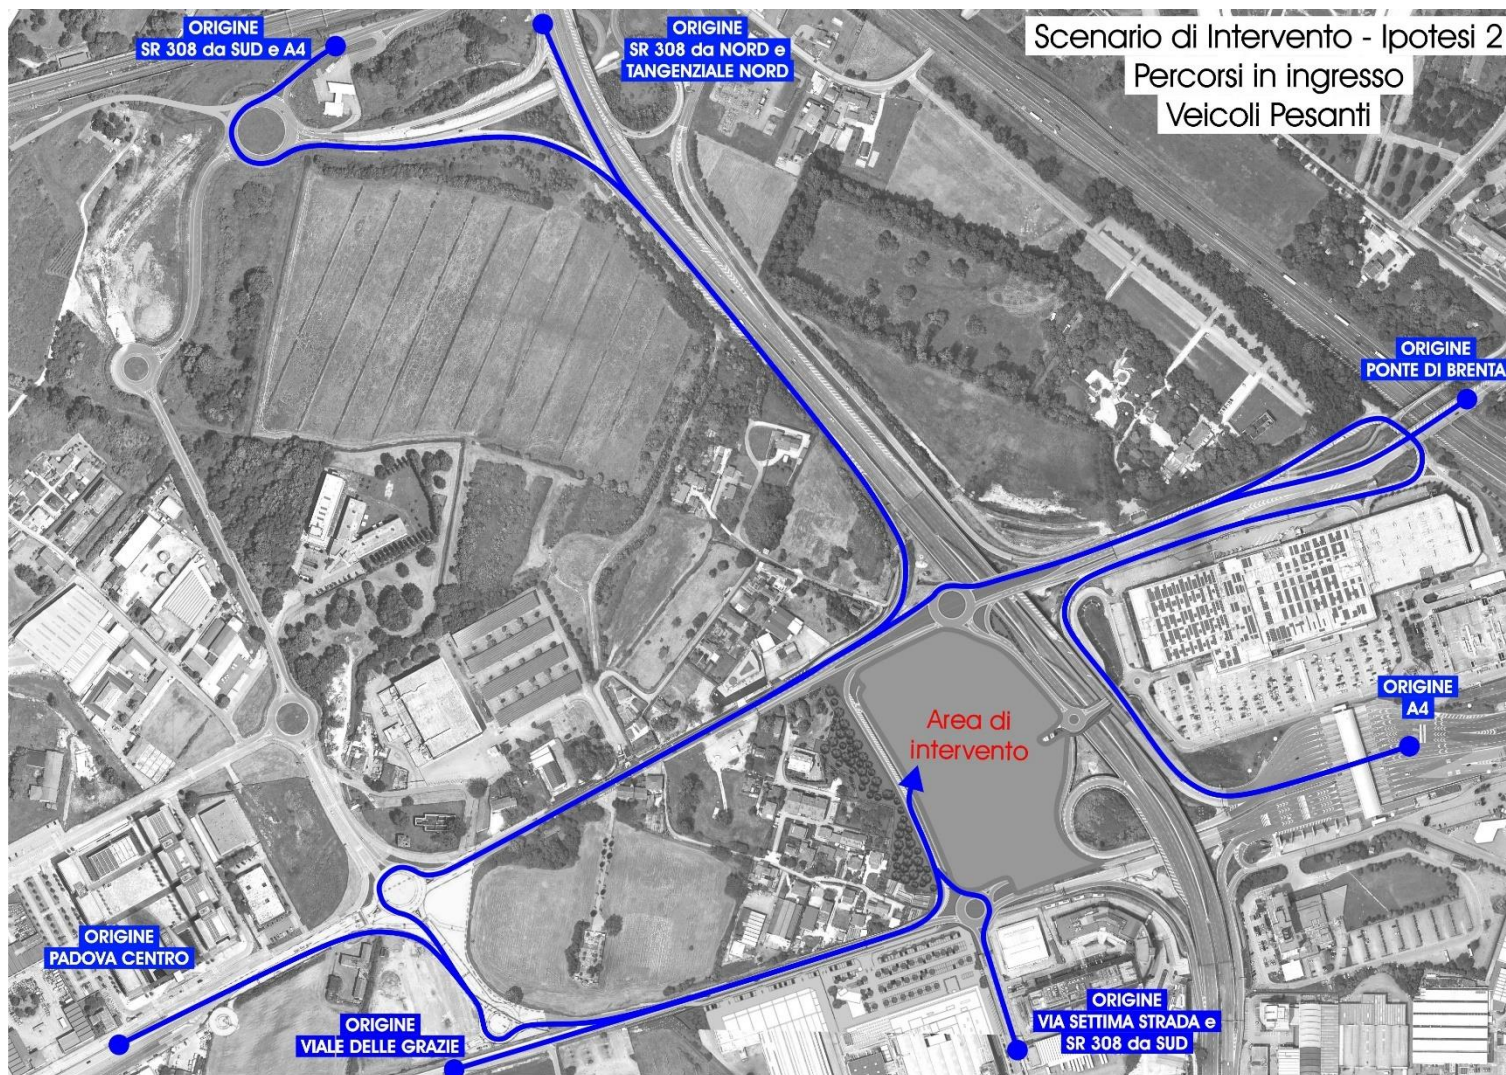 Scenario di Intervento - Ipotesi 2
Percorsi in ingresso
Veicoli Pesanti
ORIGINE
SR 308 da SUD e A4
ORIGINE
SR 308 da NORD e
TANGENZIALE NORD
ORIGINE
PONTE DI BRENTA
ORIGINE
A4
Area di
intervento
ORIGINE
PADOVA CENTRO
ORIGINE
VIALE DELLE GRAZIE
ORIGINE
VIA SETTIMA STRADA e
SR 308 da SUD